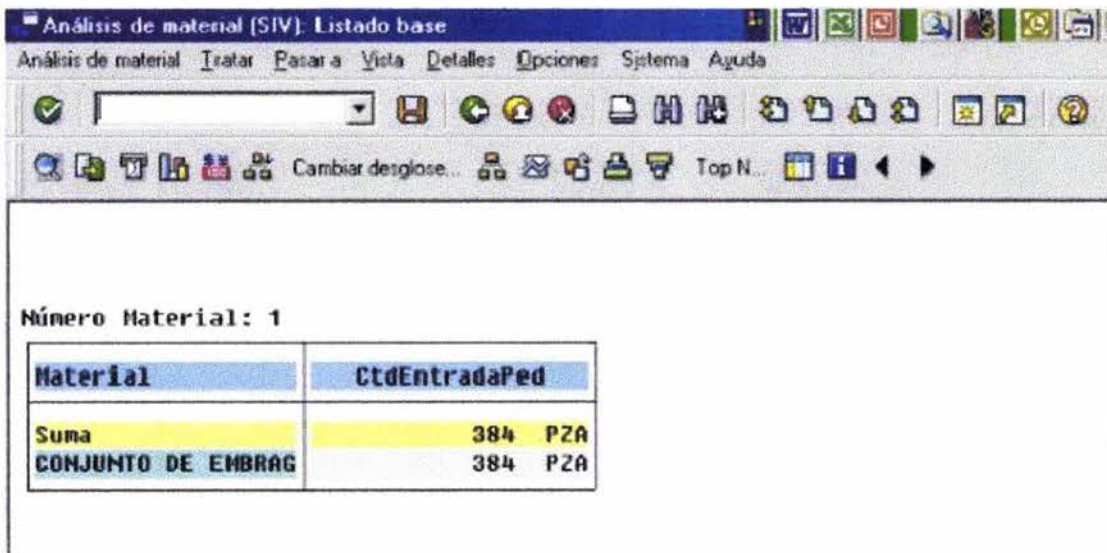 Análisis de material (SIV): Listado base
Análisis de material Tratar Pasar a Vista Detalles Opciones Sistema Ayuda
Cambiar desglose... Top N...
Número Material: 1
Material CtdEntradaPed
Suma 384 PZA
CONJUNTO DE EMBRAG 384 PZA